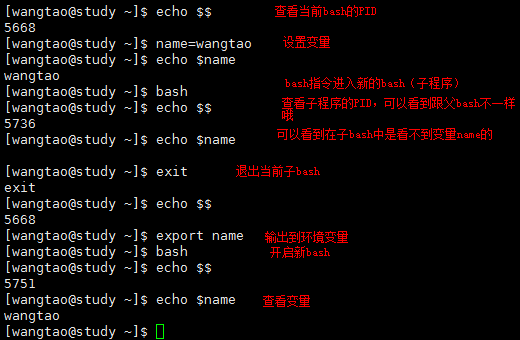 [wangtao@study ~]$ echo $$ 查看当前bash的PID
5668
[wangtao@study ~]$ name=wangtao 设置变量
[wangtao@study ~]$ echo $name
wangtao
[wangtao@study ~]$ bash bash指令进入新的bash（子程序）
[wangtao@study ~]$ echo $$ 查看子程序的PID，可以看到跟父bash不一样
哦
5736
[wangtao@study ~]$ echo $name 可以看到在子bash中是看不到变量name的
[wangtao@study ~]$ exit 退出当前子bash
exit
[wangtao@study ~]$ echo $$
5668
[wangtao@study ~]$ export name 输出到环境变量
[wangtao@study ~]$ bash 开启新bash
[wangtao@study ~]$ echo $$
5751
[wangtao@study ~]$ echo $name 查看变量
wangtao
[wangtao@study ~]$